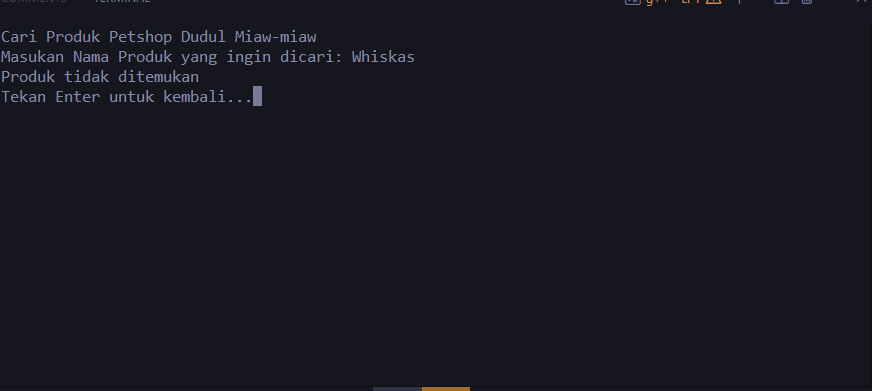 Cari Produk Petshop Dudul Miaw-miaw
Masukan Nama Produk yang ingin dicari: Whiskas
Produk tidak ditemukan
Tekan Enter untuk kembali...